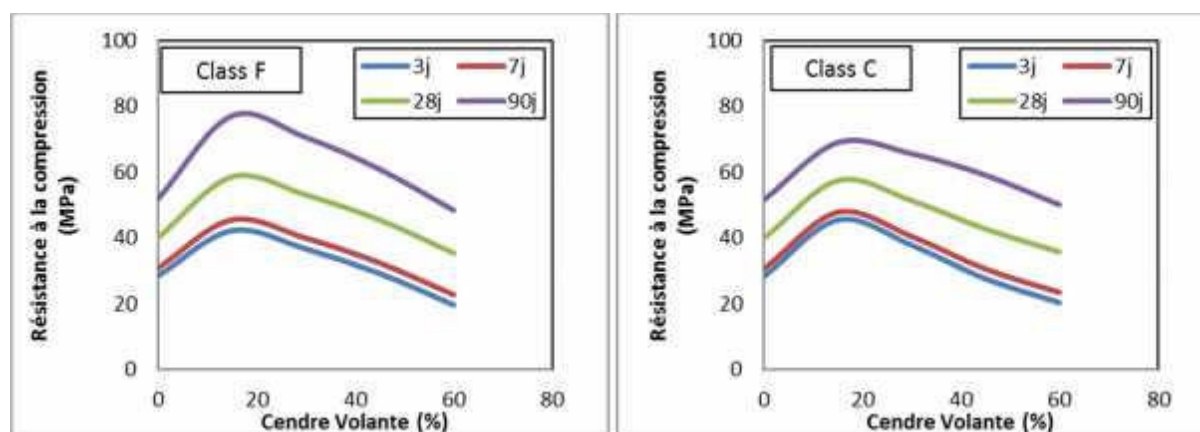 Résistance à la compression
(MPa)
100
80
60
40
20
0
Class F
3j 7j
28j 90j
0 20 40 60 80
Cendre Volante (%)
Résistance à la compression
(MPa)
100
80
60
40
20
0
Class C
3j 7j
28j 90j
0 20 40 60 80
Cendre Volante (%)